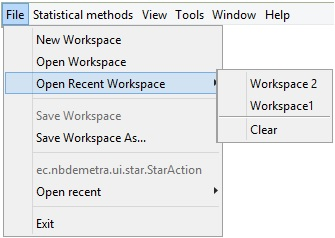 File Statistical methods View Tools Window Help
New Workspace
Open Workspace
Open Recent Workspace
Workspace 2
Workspace1
Clear
Save Workspace
Save Workspace As...
ec.nbdemetra.ui.star.StarAction
Open recent
Exit